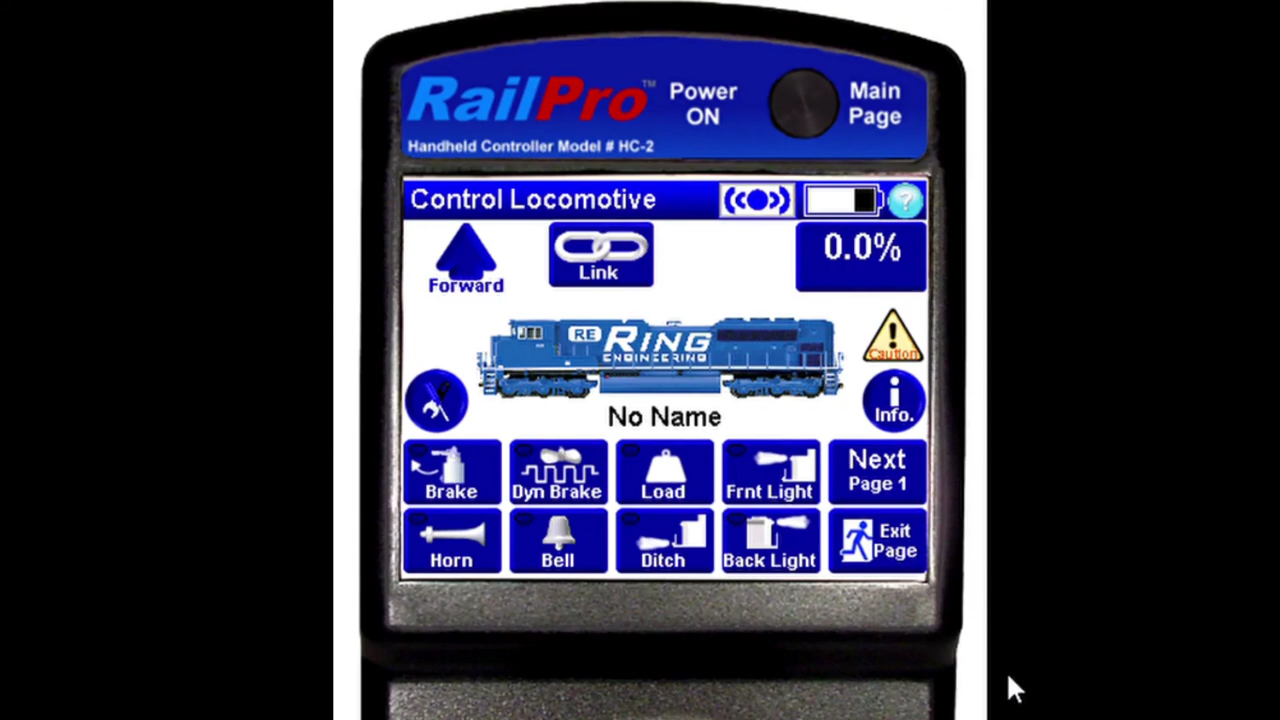 RailPro™
Power ON
Main Page
Handheld Controller Model # HC-2
Control Locomotive
?
Forward
Link
0.0%
RE RING
ENGINEERING
Caution
Info.
No Name
Brake
Dyn Brake
Load
Frnt Light
Next
Page 1
Horn
Bell
Ditch
Back Light
Exit
Page